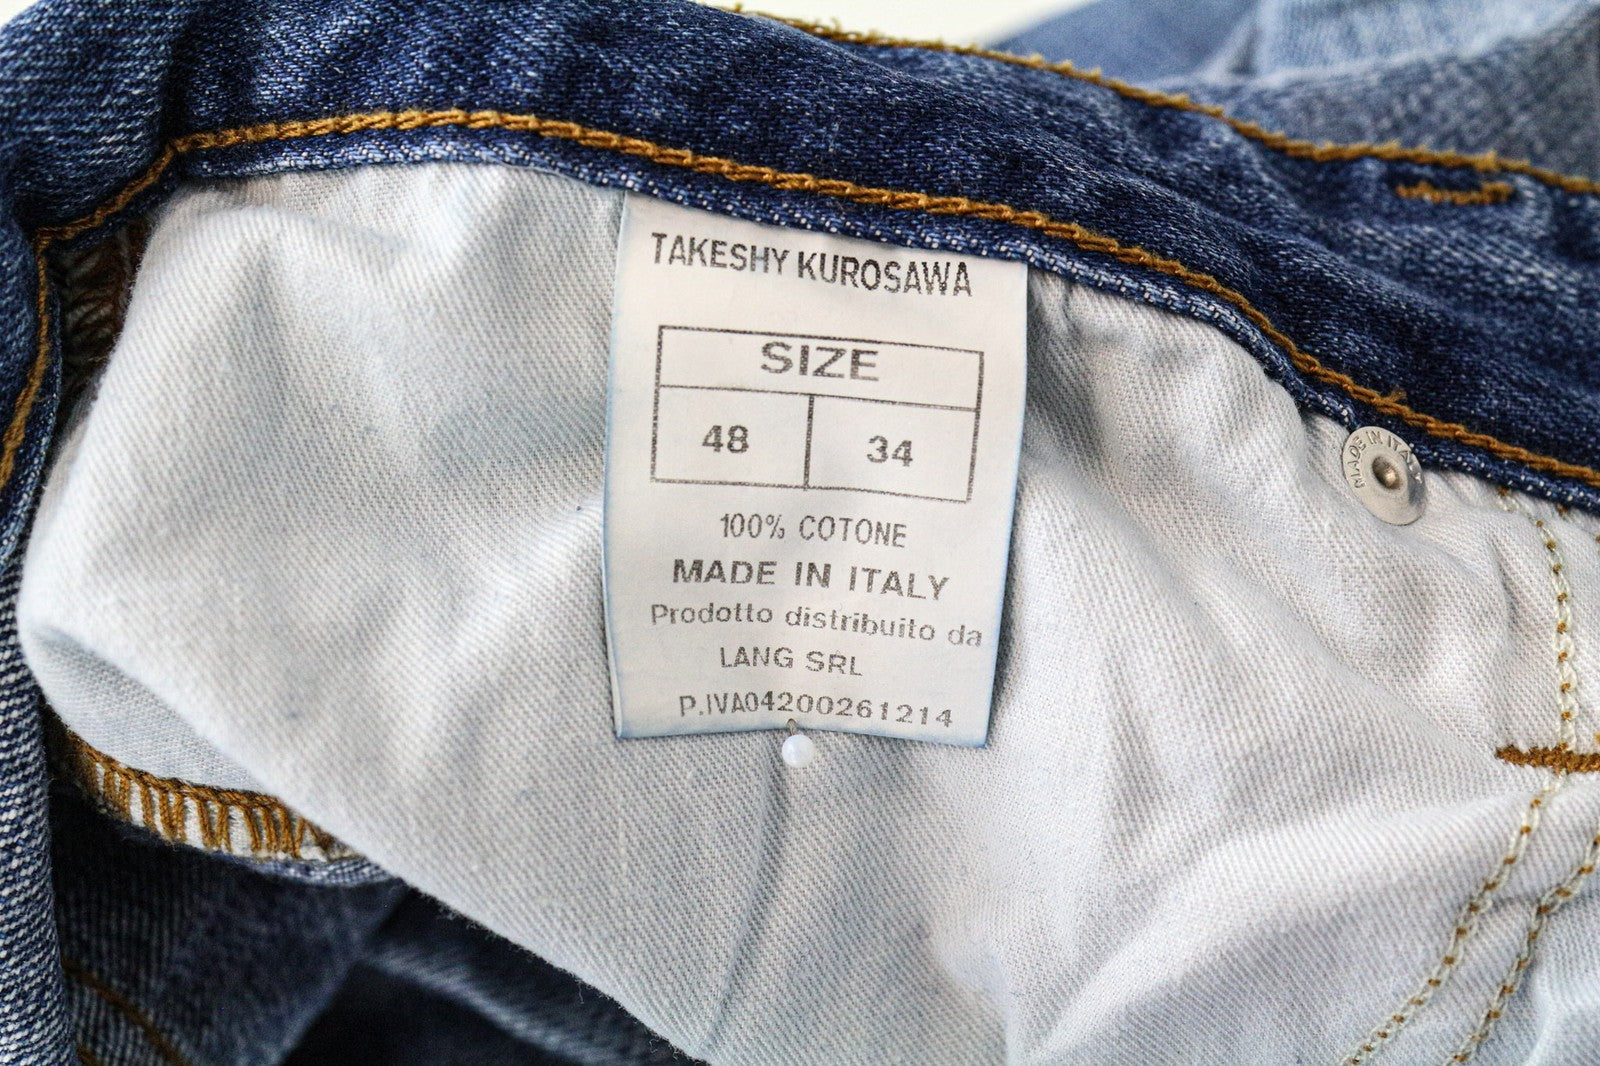 TAKESHY KUROSAWA
SIZE
48 34
100% COTONE
MADE IN ITALY
Prodotto distribuito da
LANG SRL
P.IVA04200261214
MADE IN ITALY